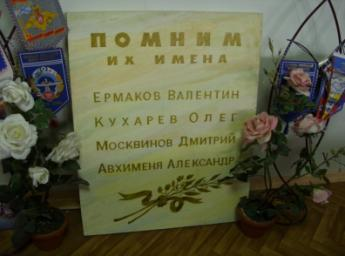 ПОМНИМ
ИХ ИМЕНА
ЕРМАКОВ ВАЛЕНТИН
КУХАРЕВ ОЛЕГ
МОСКВИНОВ ДМИТРИЙ
АВХИМЕНЯ АЛЕКСАНДР